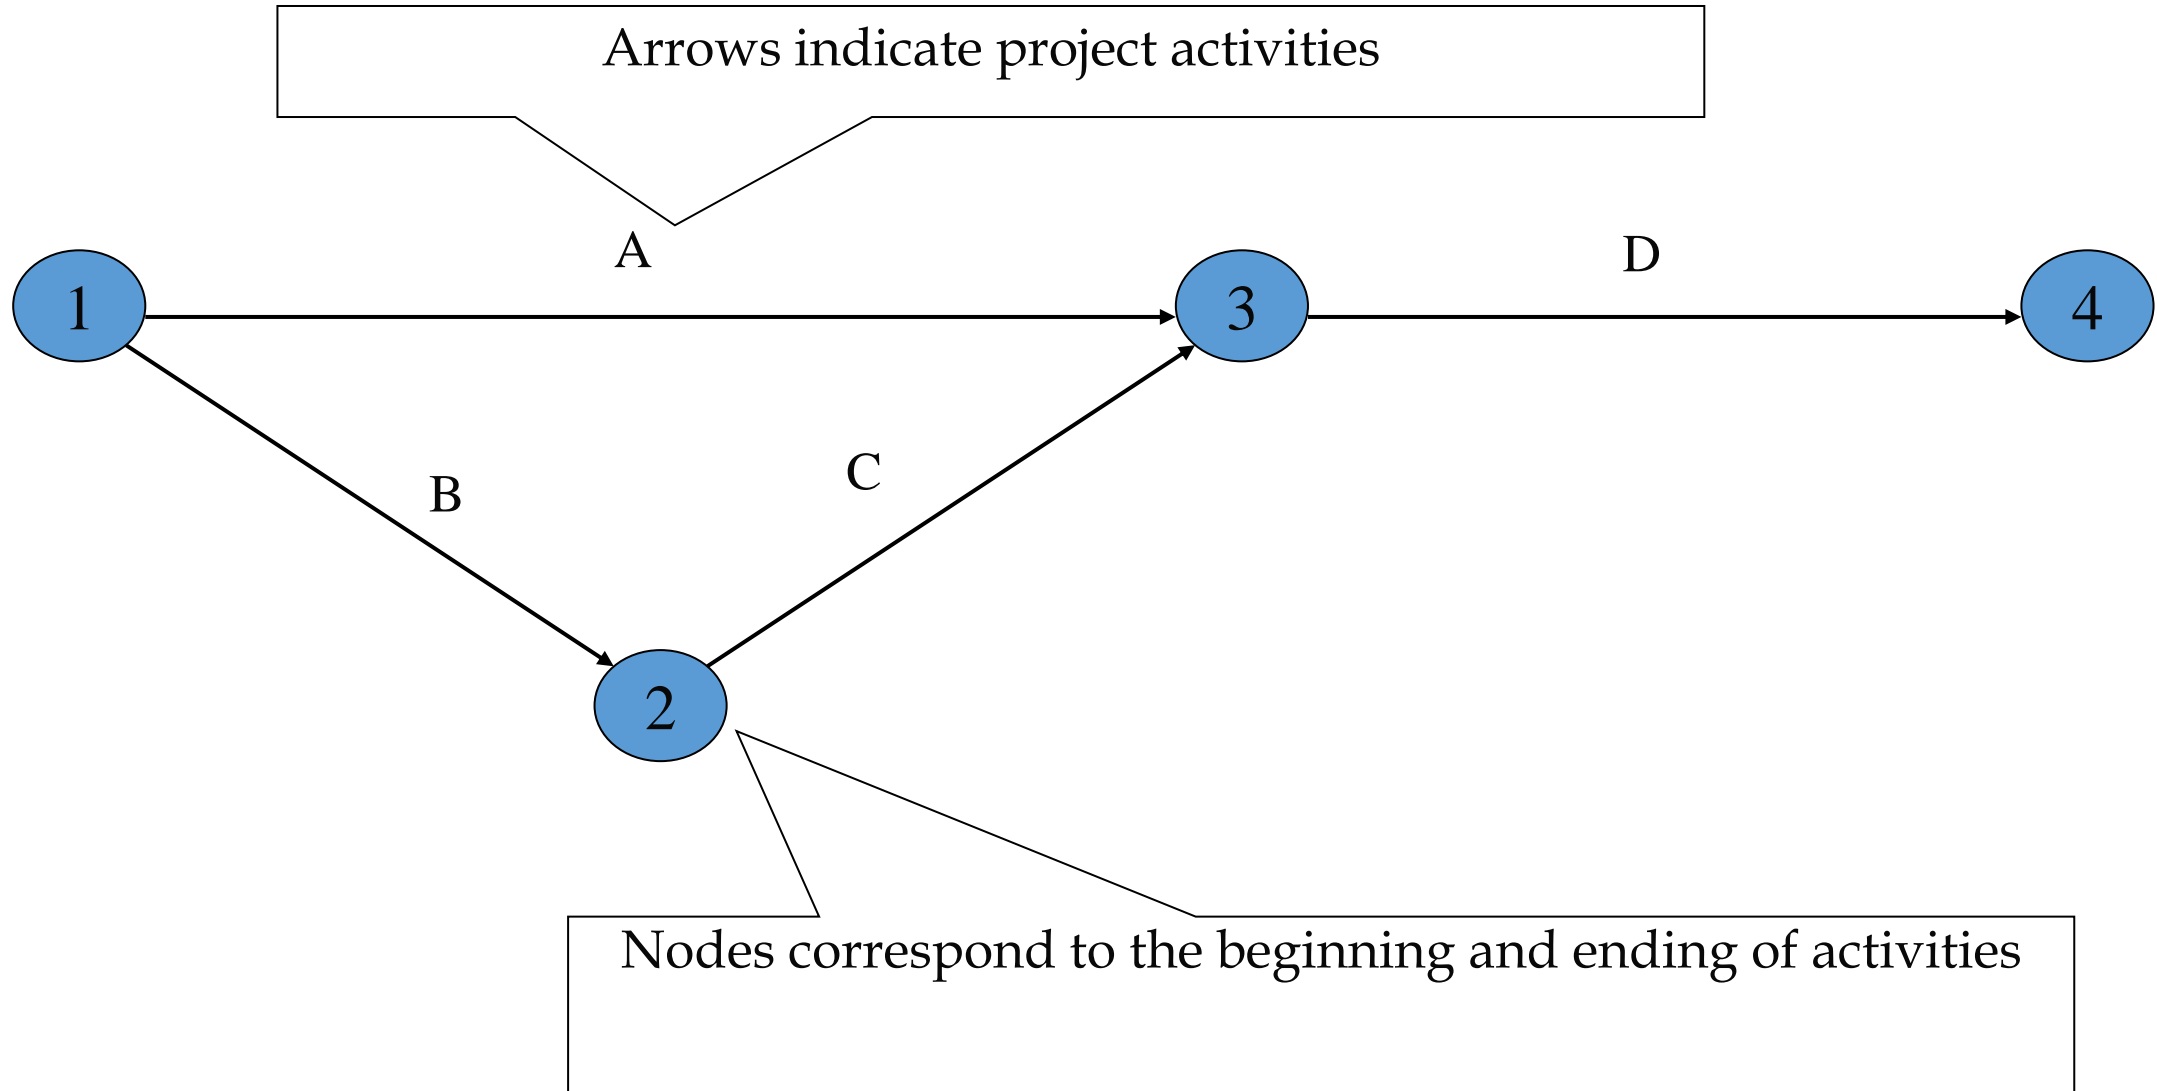 Arrows indicate project activities
A
D
1
3
4
B
C
2
Nodes correspond to the beginning and ending of activities